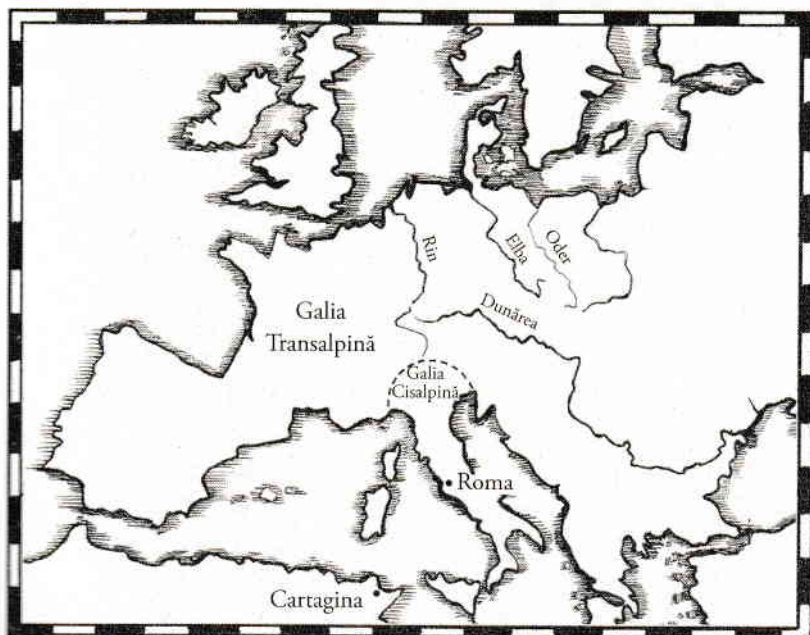 Rin
Elba
Oder
Dunărea
Galia
Transalpină
Galia
Cisalpină
Roma
Cartagina